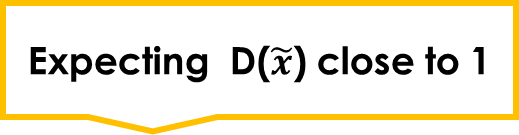 Expecting D(x̃) close to 1